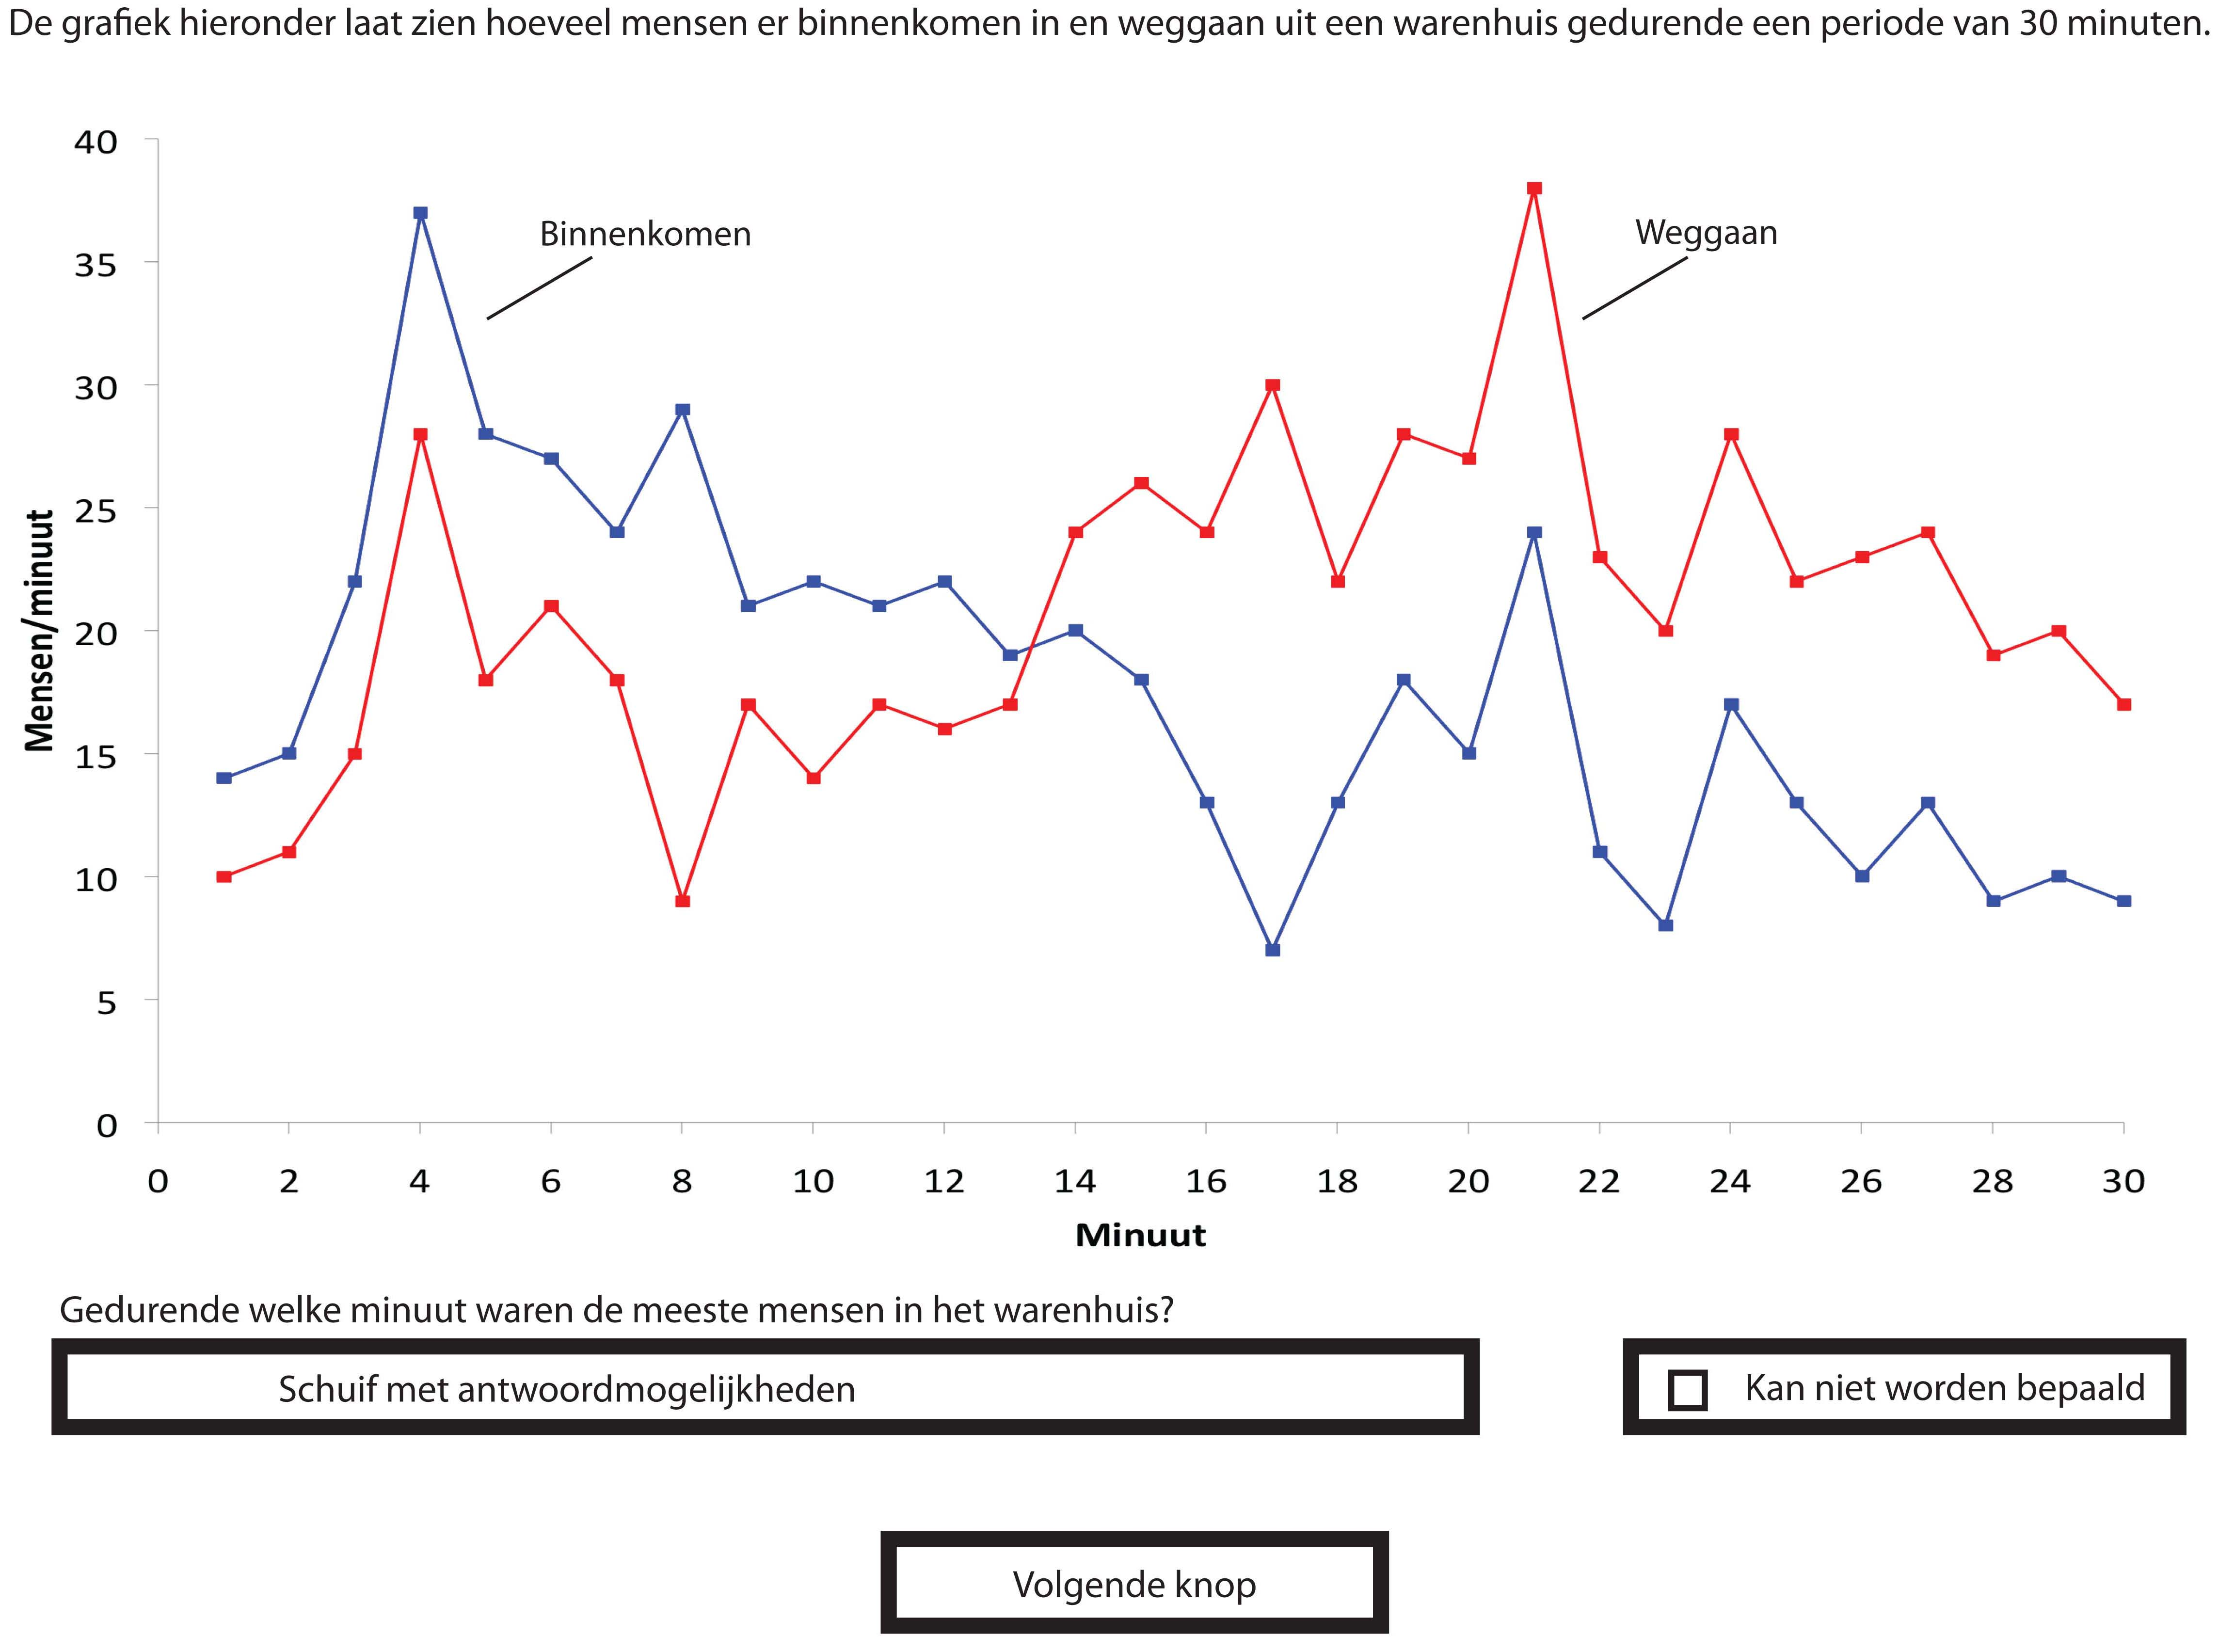 De grafiek hieronder laat zien hoeveel mensen er binnenkomen in en weggaan uit een warenhuis gedurende een periode van 30 minuten.
40
35
30
25
20
15
10
5
0
Mensen/minuut
Binnenkomen
Weggaan
0 2 4 6 8 10 12 14 16 18 20 22 24 26 28 30
Minuut
Gedurende welke minuut waren de meeste mensen in het warenhuis?
Schuif met antwoordmogelijkheden
Kan niet worden bepaald
Volgende knop